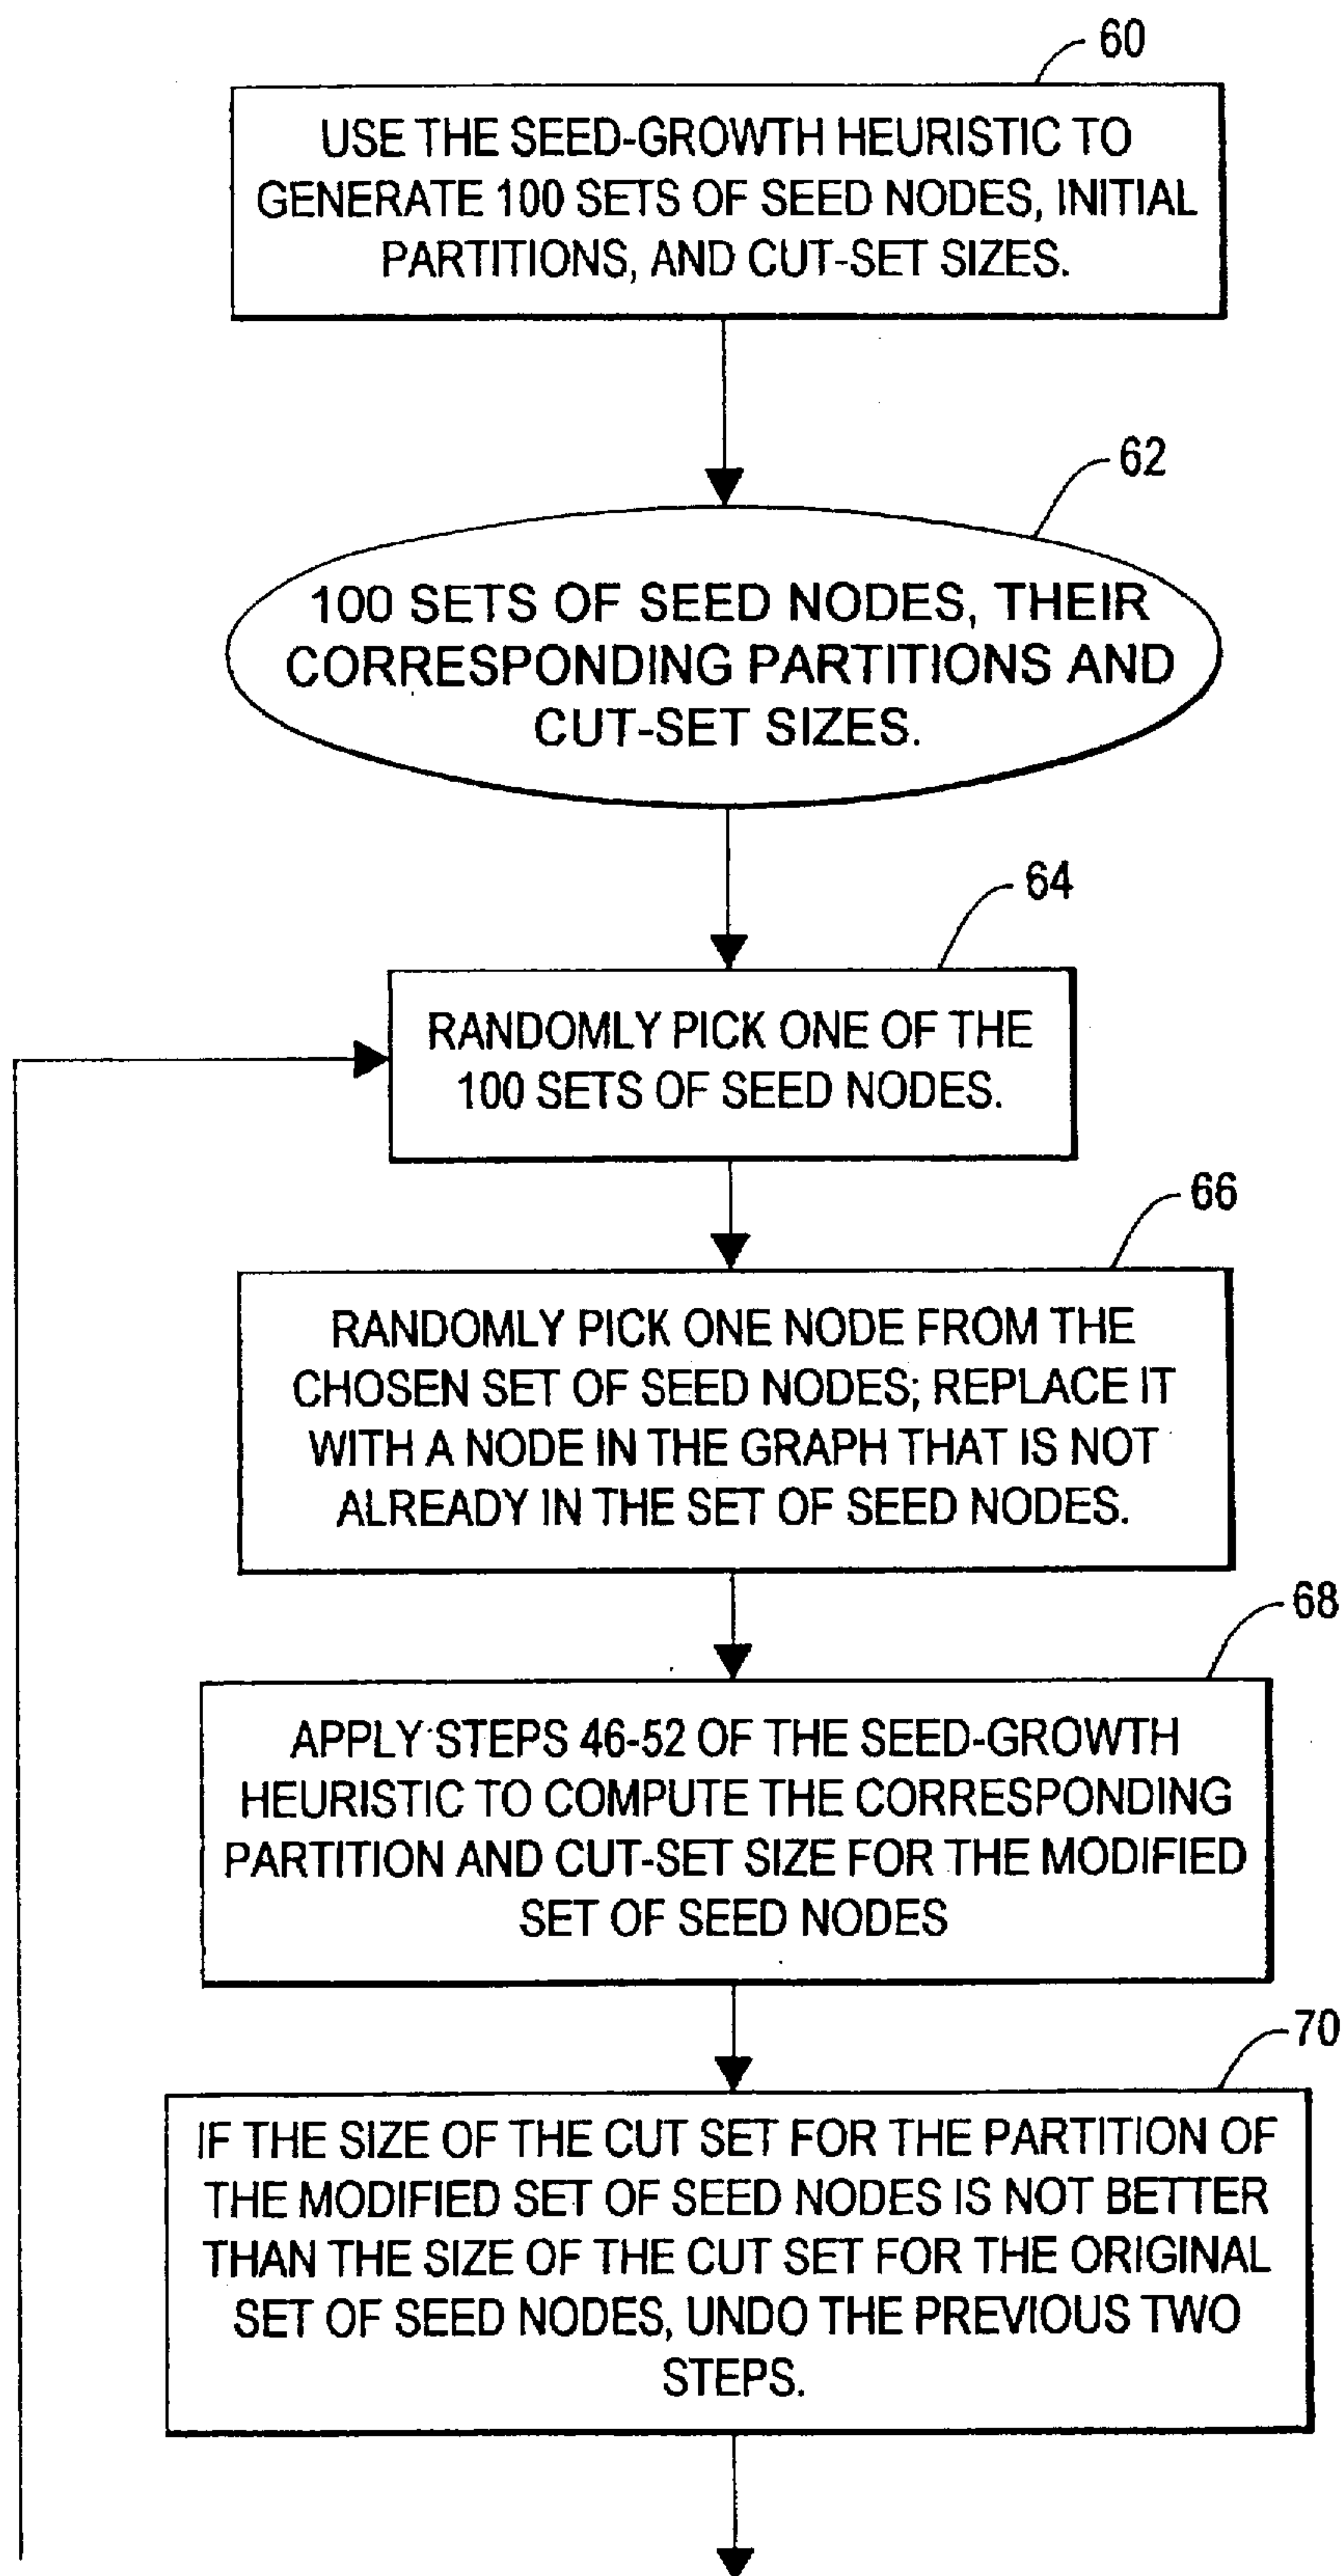 60
USE THE SEED-GROWTH HEURISTIC TO
GENERATE 100 SETS OF SEED NODES, INITIAL
PARTITIONS, AND CUT-SET SIZES.
62
100 SETS OF SEED NODES, THEIR
CORRESPONDING PARTITIONS AND
CUT-SET SIZES.
64
RANDOMLY PICK ONE OF THE
100 SETS OF SEED NODES.
66
RANDOMLY PICK ONE NODE FROM THE
CHOSEN SET OF SEED NODES; REPLACE IT
WITH A NODE IN THE GRAPH THAT IS NOT
ALREADY IN THE SET OF SEED NODES.
68
APPLY STEPS 46-52 OF THE SEED-GROWTH
HEURISTIC TO COMPUTE THE CORRESPONDING
PARTITION AND CUT-SET SIZE FOR THE MODIFIED
SET OF SEED NODES
70
IF THE SIZE OF THE CUT SET FOR THE PARTITION OF
THE MODIFIED SET OF SEED NODES IS NOT BETTER
THAN THE SIZE OF THE CUT SET FOR THE ORIGINAL
SET OF SEED NODES, UNDO THE PREVIOUS TWO
STEPS.